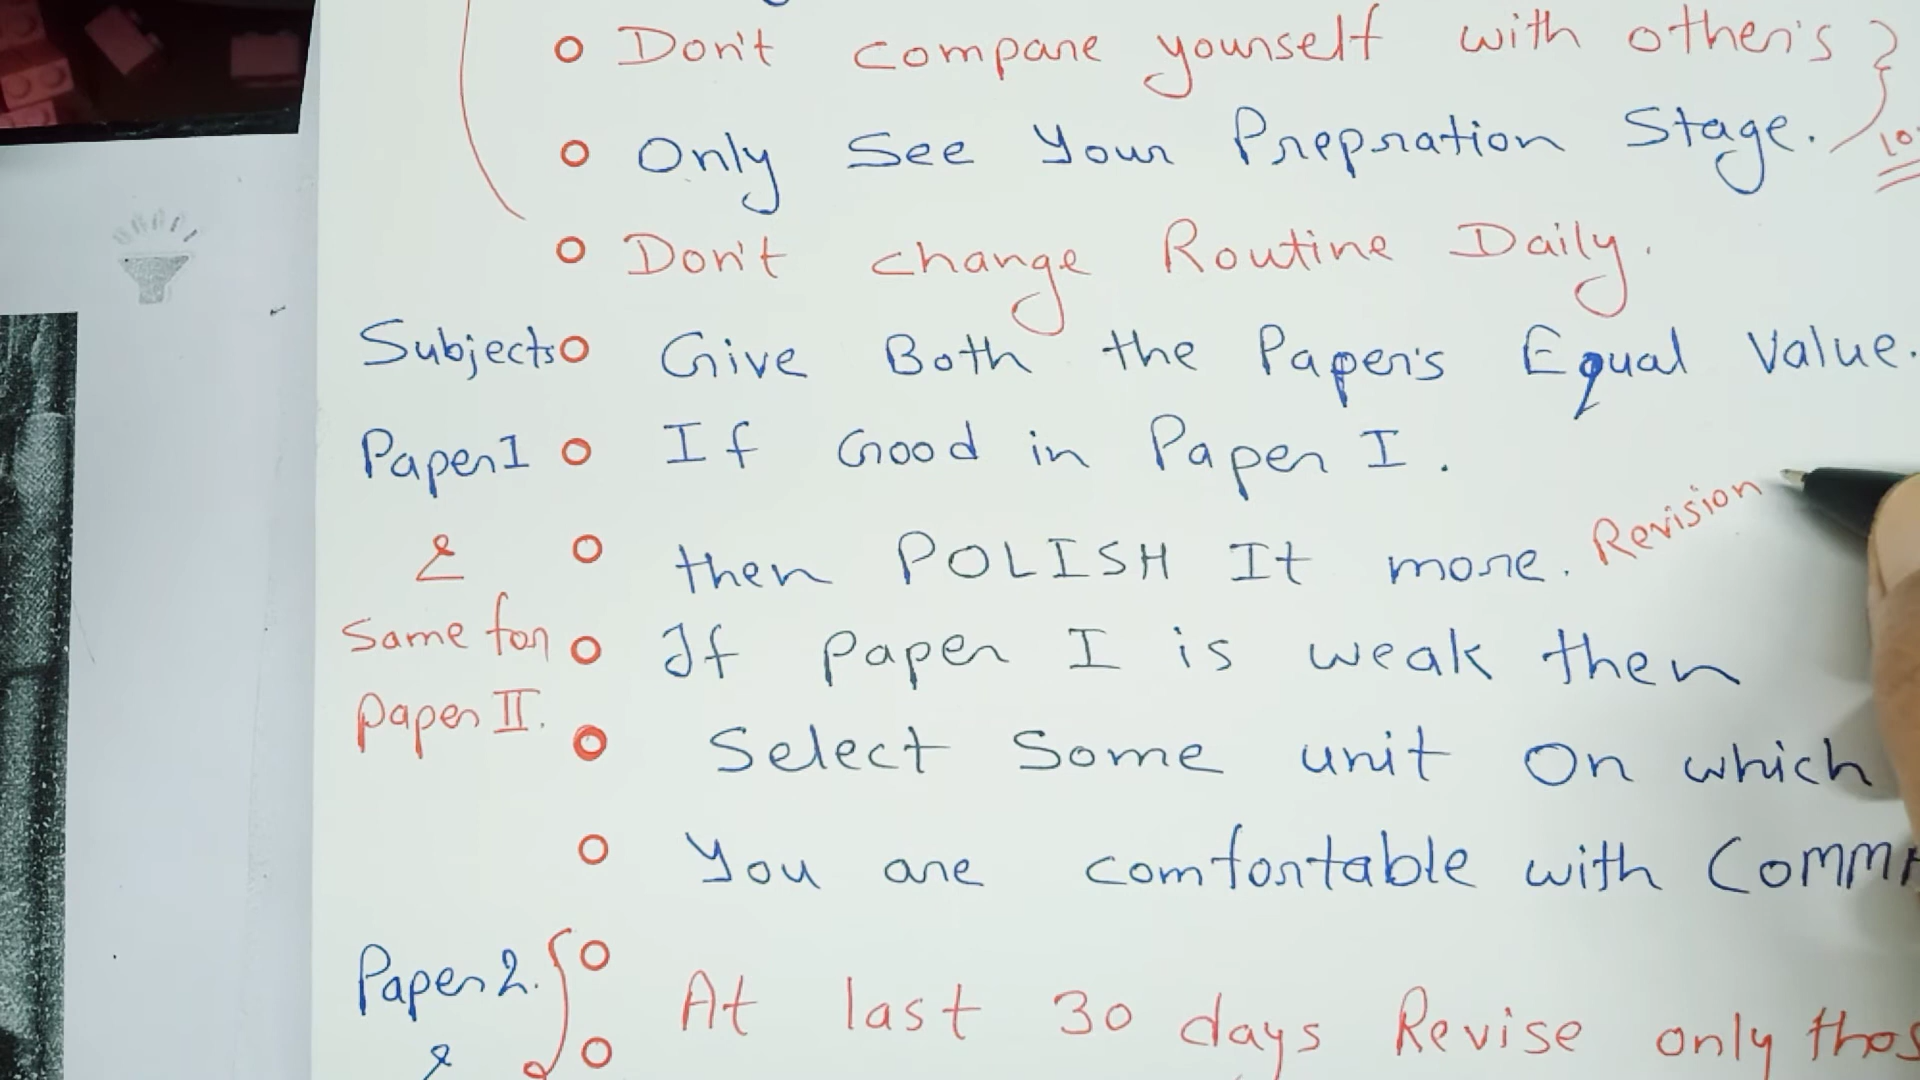 Don't compare yourself with other's
Only See Your Prepration Stage.
Don't change Routine Daily.
Subjects Give Both the Paper's Equal Value.
Paper 1 If Good in Paper I.
& then POLISH It more. Revision
Same for If paper I is weak then
paper II. Select Some unit On which
You are comfortable with
Paper 2. At last 30 days Revise only
&